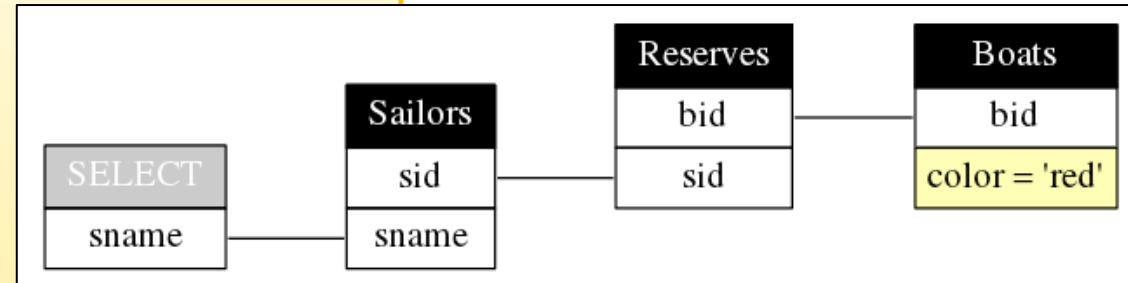 SELECT
sname
Sailors
sid
sname
Reserves
bid
sid
Boats
bid
color = 'red'